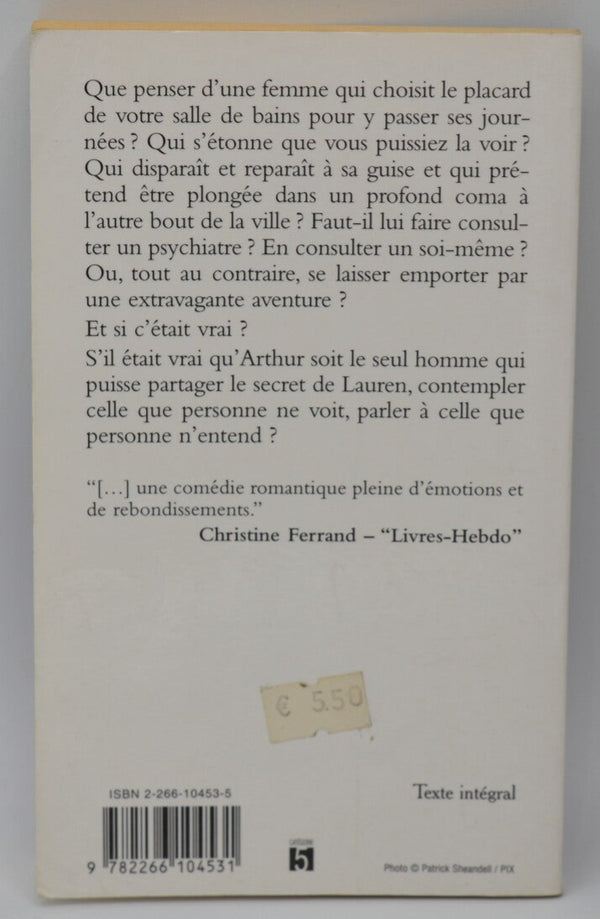 Que penser d'une femme qui choisit le placard
de votre salle de bains pour y passer ses jour-
nées ? Qui s'étonne que vous puissiez la voir ?
Qui disparaît et reparaît à sa guise et qui pré-
tend être plongée dans un profond coma à
l'autre bout de la ville ? Faut-il lui faire consul-
ter un psychiatre ? En consulter un soi-même ?
Ou, tout au contraire, se laisser emporter par
une extravagante aventure ?
Et si c'était vrai ?
S'il était vrai qu'Arthur soit le seul homme qui
puisse partager le secret de Lauren, contempler
celle que personne ne voit, parler à celle que
personne n'entend ?
“[…] une comédie romantique pleine d'émotions et
de rebondissements.”
Christine Ferrand – “Livres-Hebdo”
€ 5.50
ISBN 2-266-10453-5
Texte intégral
9 782266 104531
CATÉGORIE
5
Photo © Patrick Sheandell / PIX